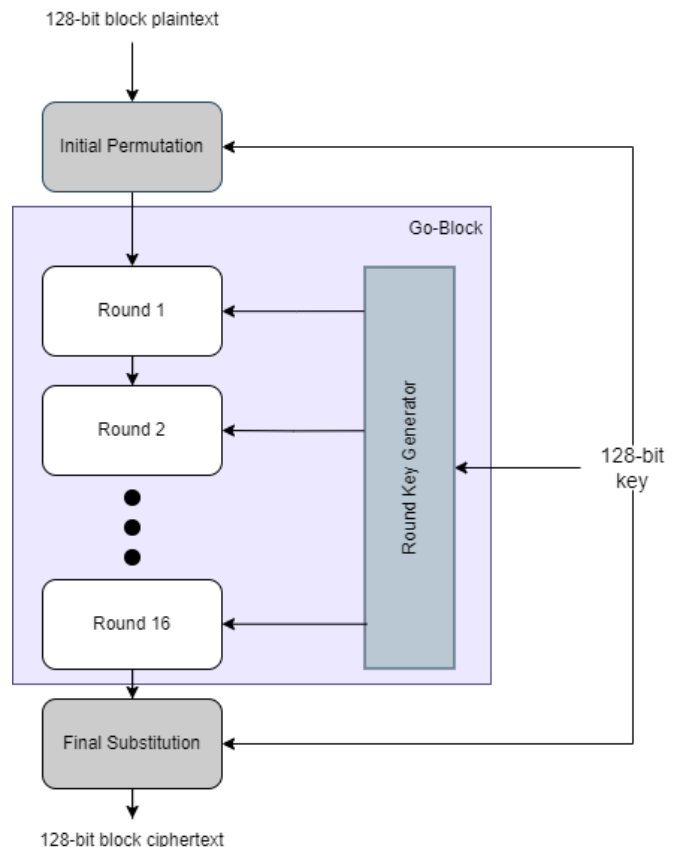 128-bit block plaintext
Initial Permutation
Go-Block
Round 1
Round 2
Round Key Generator
128-bit
key
Round 16
Final Substitution
128-bit block ciphertext